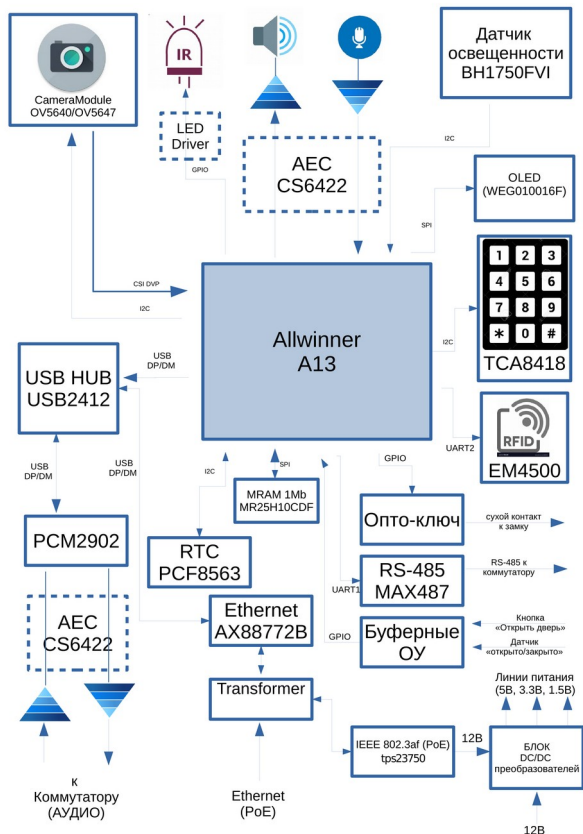 CameraModule
OV5640/OV5647
IR
LED
Driver
GPIO
AEC
CS6422
Датчик
освещенности
BH1750FVI
I2C
OLED
(WEG010016F)
SPI
1 2 3
4 5 6
7 8 9
* 0 #
TCA8418
I2C
CSI DVP
I2C
Allwinner
A13
USB HUB
USB2412
USB
DP/DM
RFID
EM4500
UART2
USB
DP/DM
USB
DP/DM
I2C
SPI
GPIO
MRAM 1Mb
MR25H10CDF
Опто-ключ
сухой контакт
к замку
PCM2902
RTC
PCF8563
RS-485
MAX487
RS-485 к
коммутатору
UART1
AEC
CS6422
Ethernet
AX88772B
GPIO
Буферные
ОУ
Кнопка
«Открыть дверь»
Датчик
«открыто/закрыто»
Transformer
Линии питания
(5В, 3.3В, 1.5В)
IEEE 802.3af (PoE)
tps23750
12В
БЛОК
DC/DC
преобразователей
к
Коммутатору
(АУДИО)
Ethernet
(PoE)
12В